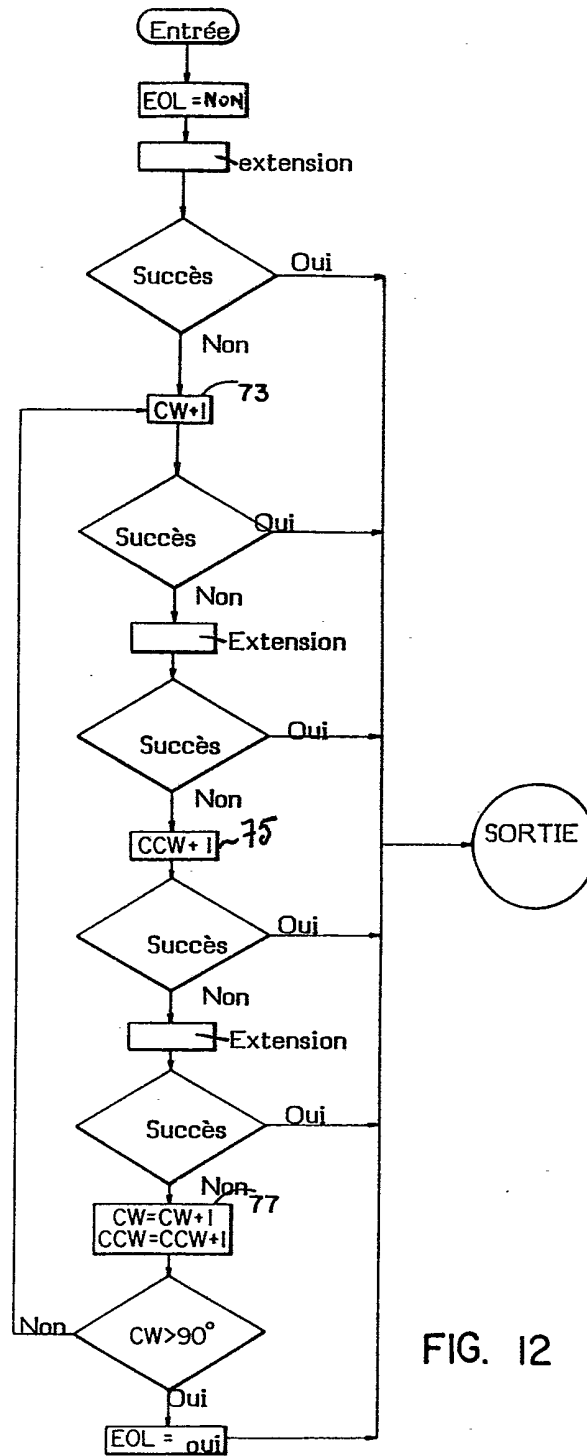 Entrée
EOL = NON
extension
Succès
Oui
Non
73
CW+1
Succès
Oui
Non
Extension
Succès
Oui
Non
CCW+1
75
Succès
Oui
Non
Extension
Succès
Oui
Non
77
CW=CW+1
CCW=CCW+1
CW>90°
Non
Oui
EOL = oui
SORTIE
FIG. 12